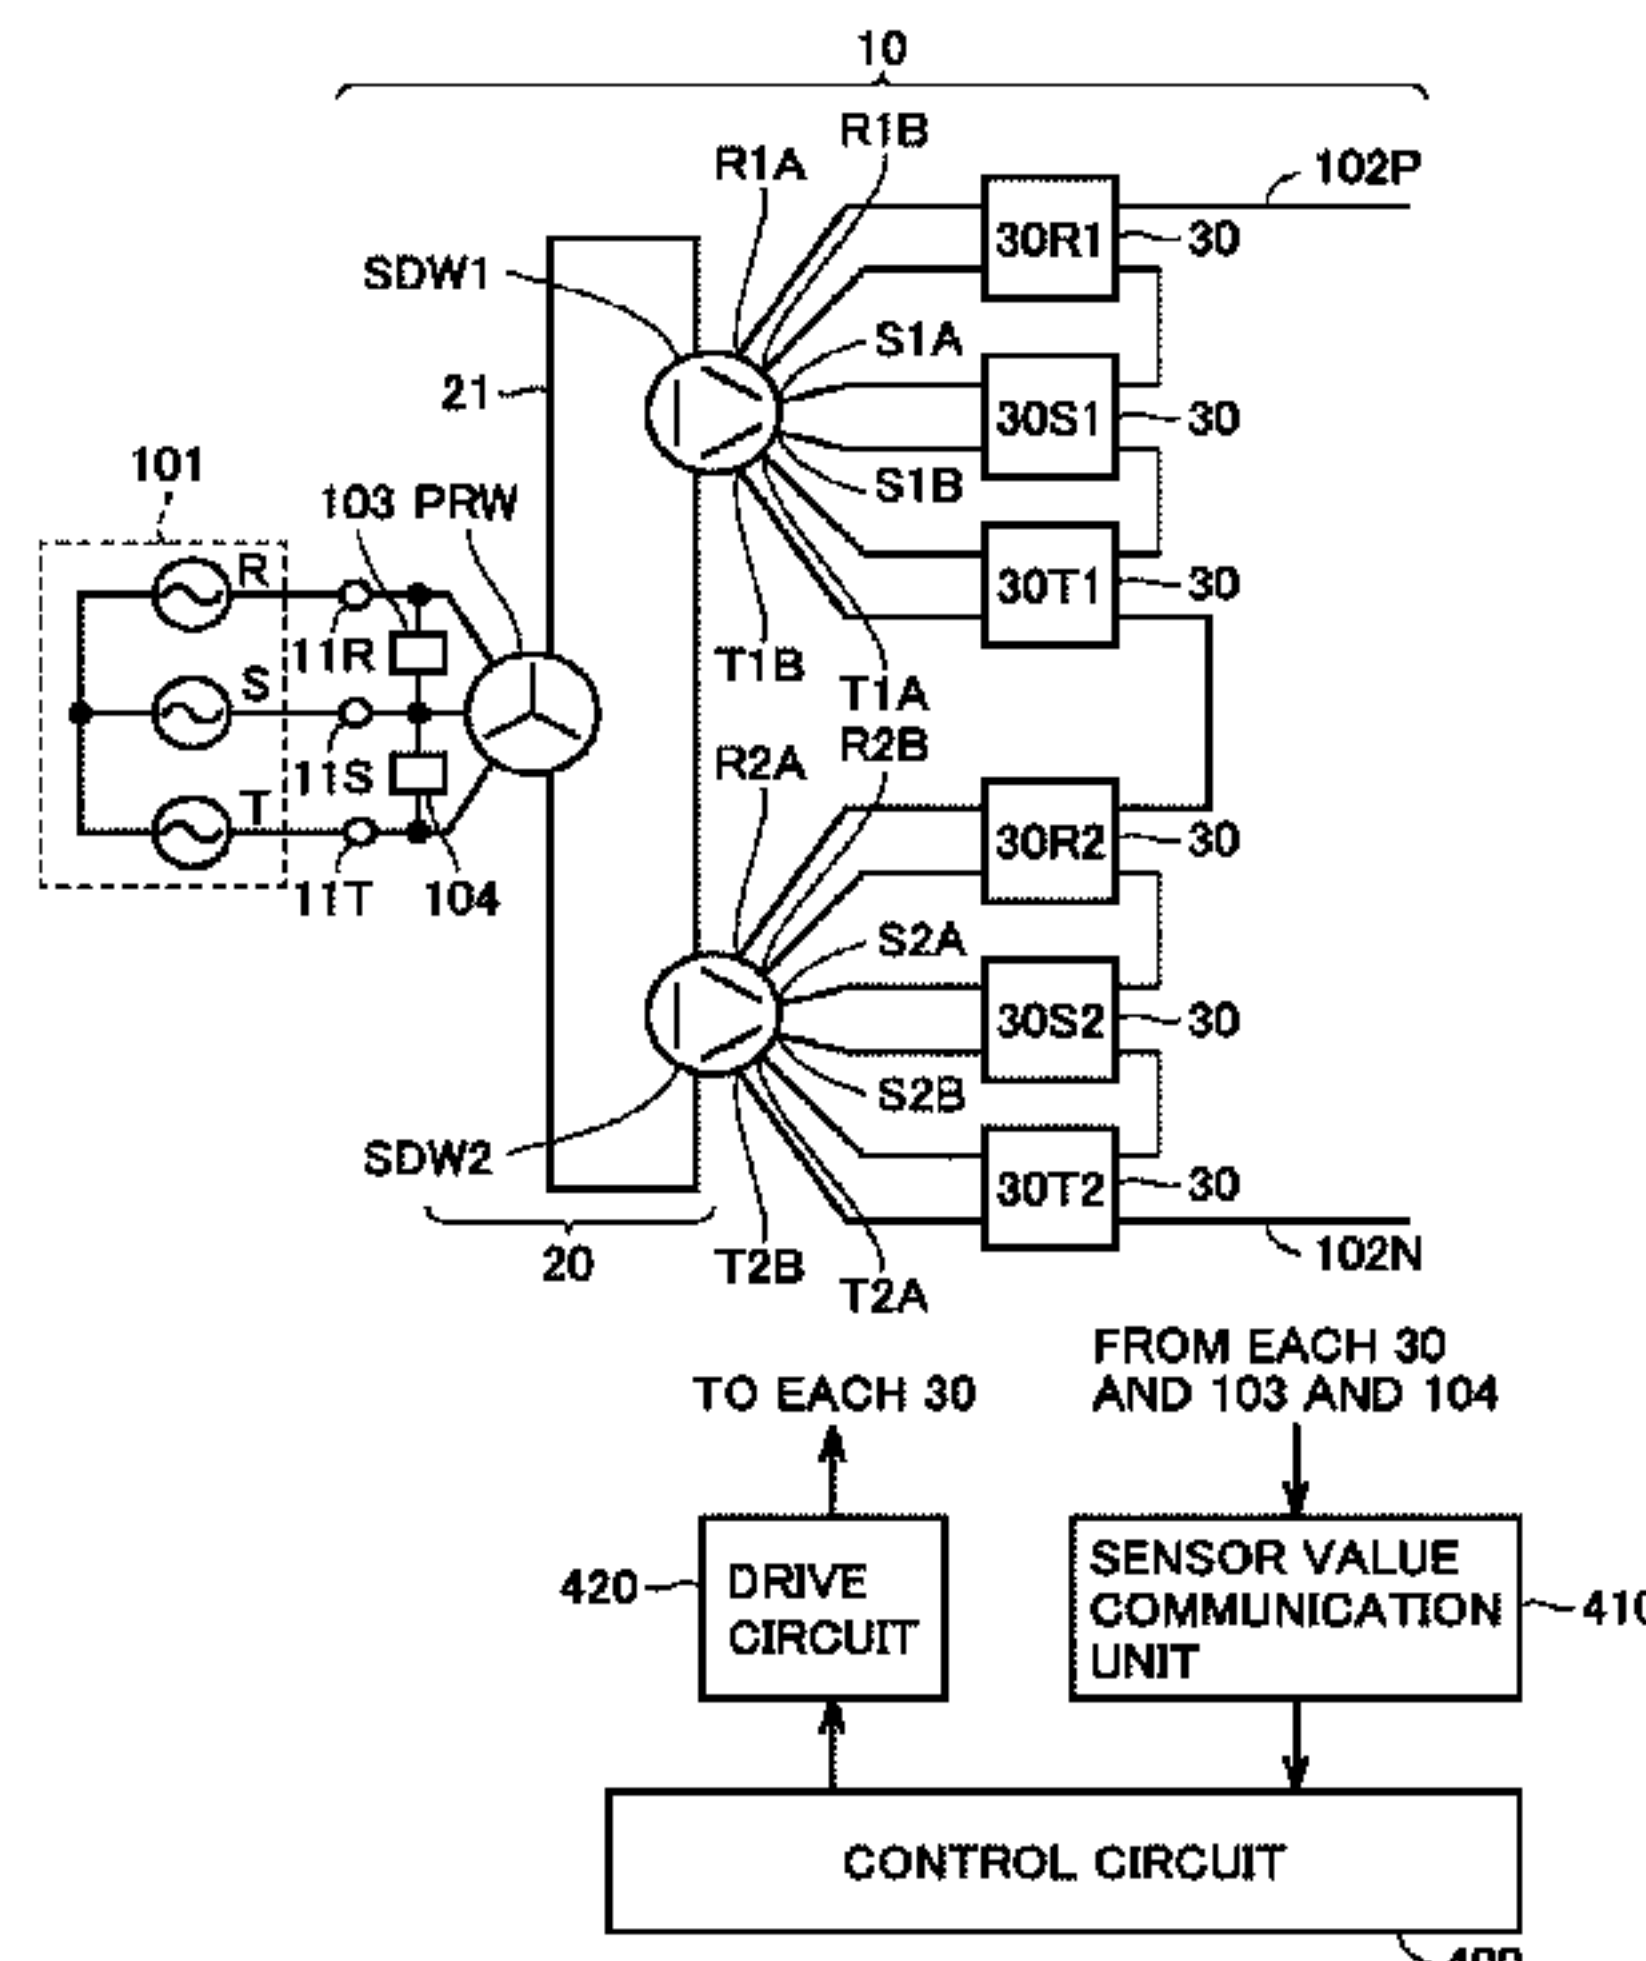 10
R1B
R1A
102P
30R1
30
SDW1
S1A
21
30S1
30
101
S1B
103 PRW
R
30T1
30
11R
T1B
S
T1A
R2B
R2A
11S
T
30R2
30
11T
104
S2A
30S2
30
S2B
SDW2
30T2
30
20
T2B
102N
T2A
FROM EACH 30
AND 103 AND 104
TO EACH 30
DRIVE
CIRCUIT
420
SENSOR VALUE
COMMUNICATION
UNIT
410
CONTROL CIRCUIT